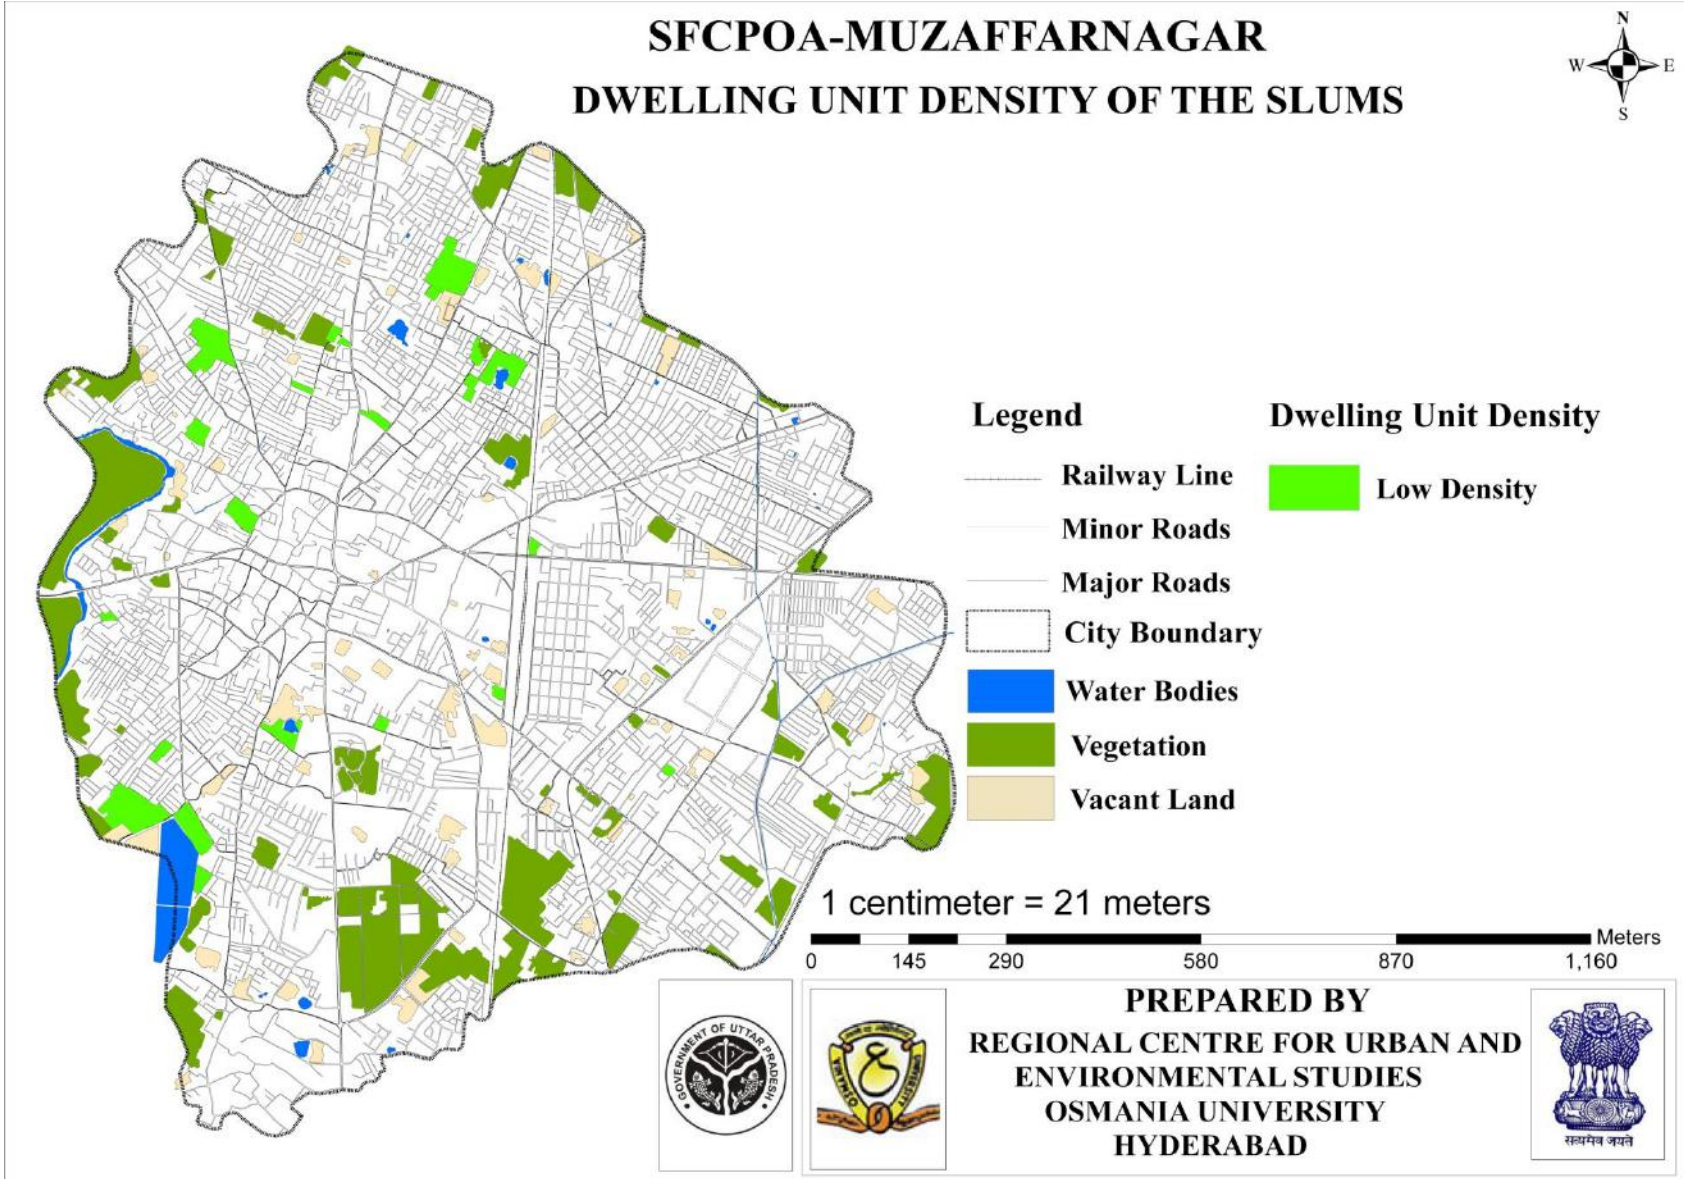 SFCPOA-MUZAFFARNAGAR
DWELLING UNIT DENSITY OF THE SLUMS
N
W
E
S
Legend
Dwelling Unit Density
Railway Line
Low Density
Minor Roads
Major Roads
City Boundary
Water Bodies
Vegetation
Vacant Land
1 centimeter = 21 meters
Meters
0 145 290 580 870 1,160
PREPARED BY
REGIONAL CENTRE FOR URBAN AND
ENVIRONMENTAL STUDIES
OSMANIA UNIVERSITY
HYDERABAD
GOVERNMENT OF UTTAR PRADESH
OSMANIA UNIVERSITY
सत्यमेव जयते